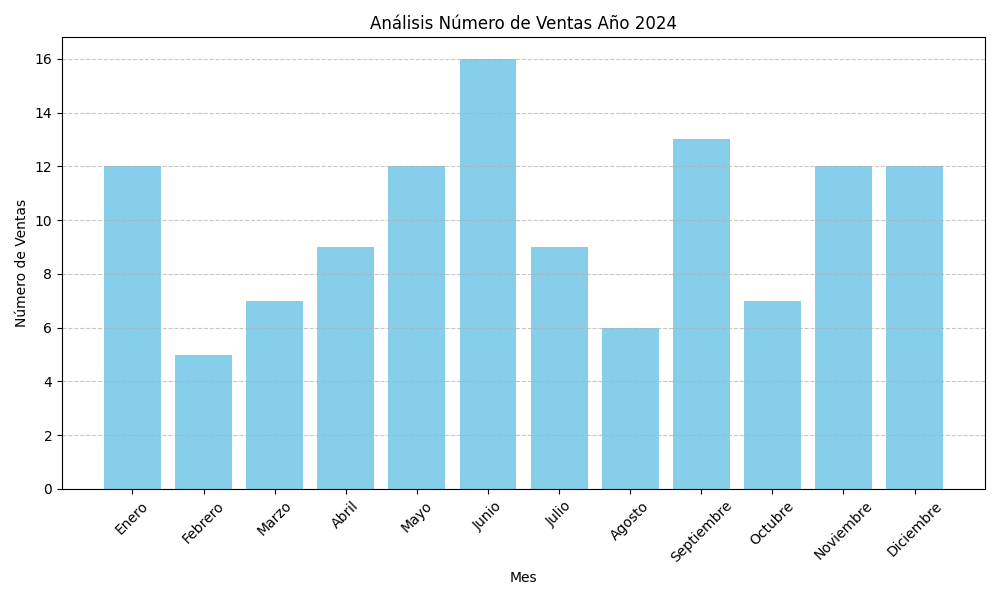 Análisis Número de Ventas Año 2024
Número de Ventas
16
14
12
10
8
6
4
2
0
Enero
Febrero
Marzo
Abril
Mayo
Junio
Julio
Agosto
Septiembre
Octubre
Noviembre
Diciembre
Mes